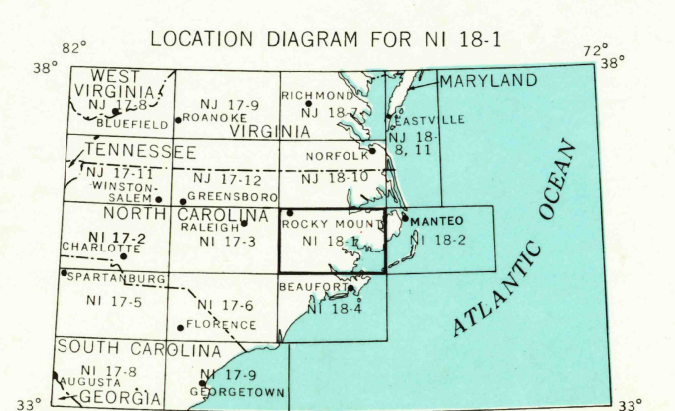 LOCATION DIAGRAM FOR NI 18-1
82°
72°
38°
38°
WEST
VIRGINIA
NJ 17-8
BLUEFIELD
NJ 17-9
ROANOKE
VIRGINIA
RICHMOND
NJ 18-7
MARYLAND
EASTVILLE
NJ 18-
8, 11
TENNESSEE
NJ 17-11
WINSTON-
SALEM
NJ 17-12
GREENSBORO
NORFOLK
NJ 18-10
NORTH CAROLINA
NI 17-2
CHARLOTTE
RALEIGH
NI 17-3
ROCKY MOUNT
NI 18-1
MANTEO
NI 18-2
ATLANTIC OCEAN
SPARTANBURG
NI 17-5
NI 17-6
FLORENCE
BEAUFORT
NI 18-4
SOUTH CAROLINA
NI 17-8
AUGUSTA
GEORGIA
NI 17-9
GEORGETOWN
33°
33°